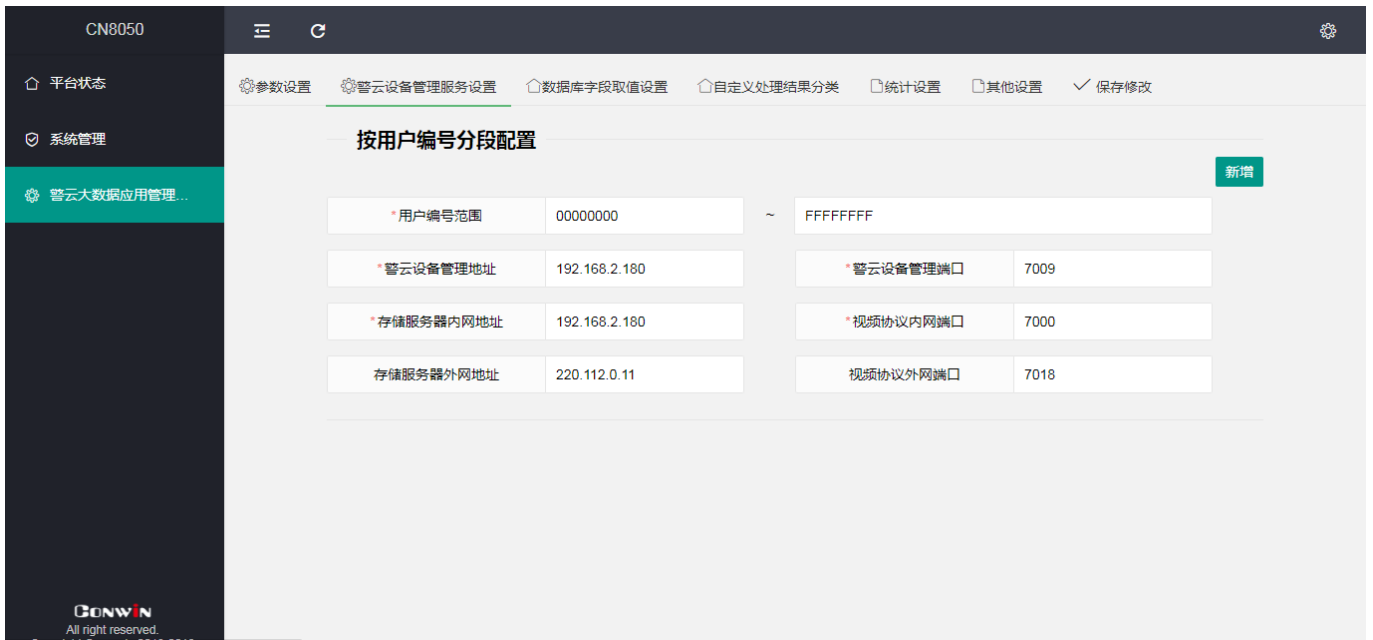 CN8050
平台状态
系统管理
警云大数据应用管理...
参数设置 警云设备管理服务设置 数据库字段取值设置 自定义处理结果分类 统计设置 其他设置 保存修改
按用户编号分段配置
新增
*用户编号范围 00000000 ~ FFFFFFFF
*警云设备管理地址 192.168.2.180 *警云设备管理端口 7009
*存储服务器内网地址 192.168.2.180 *视频协议内网端口 7000
存储服务器外网地址 220.112.0.11 视频协议外网端口 7018
CONWIN
All right reserved.